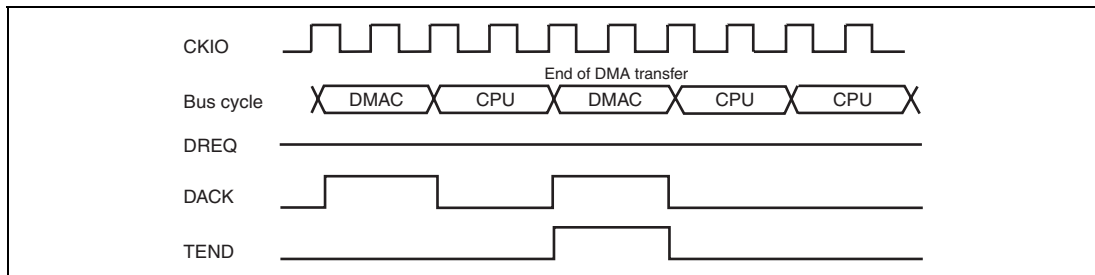 CKIO
End of DMA transfer
Bus cycle DMAC CPU DMAC CPU CPU
DREQ
DACK
TEND